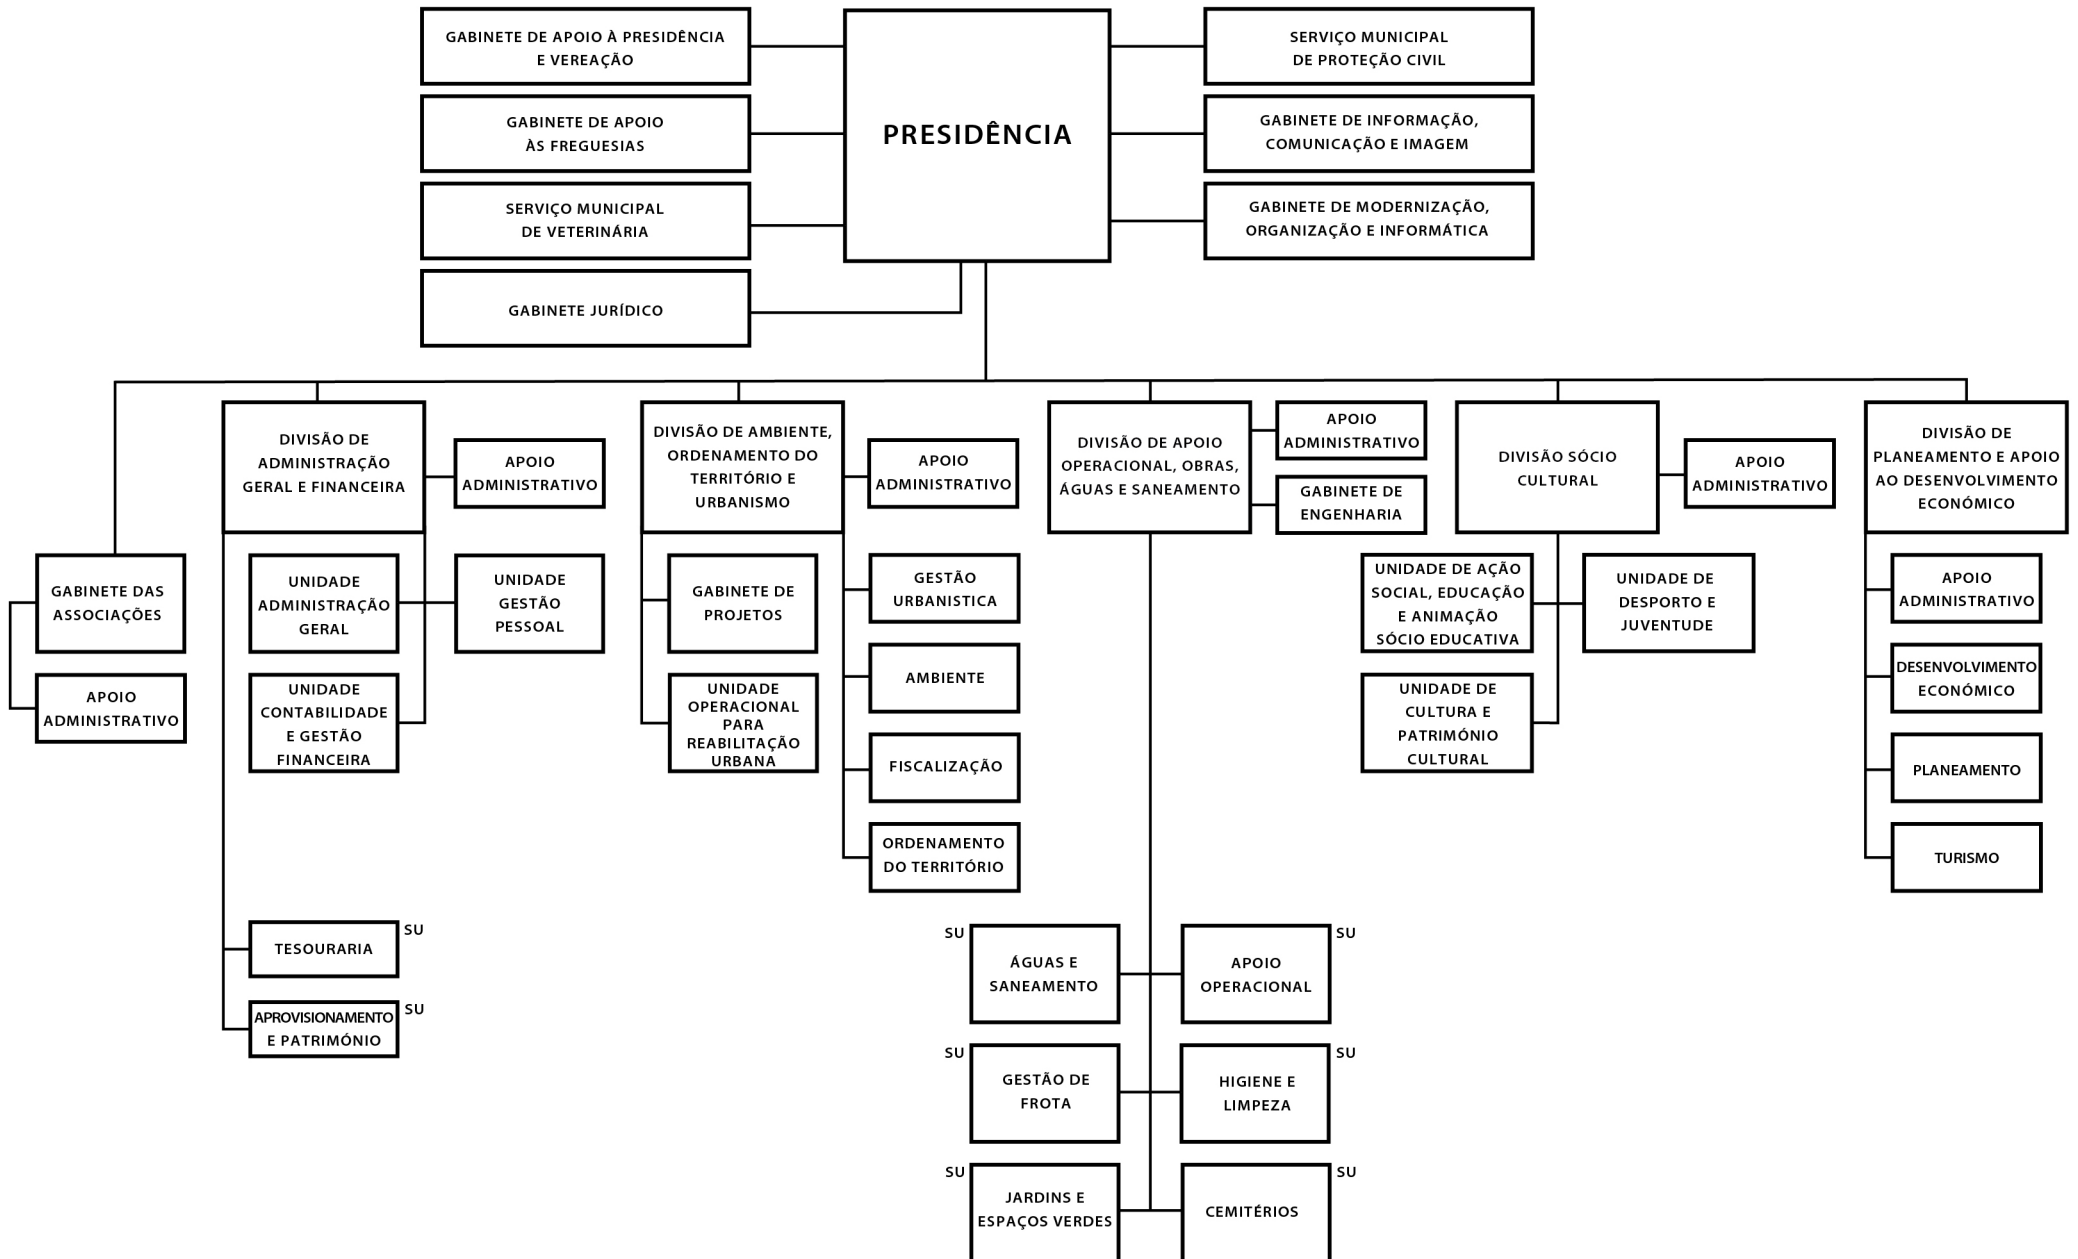 GABINETE DE APOIO À PRESIDÊNCIA
E VEREAÇÃO
GABINETE DE APOIO
ÀS FREGUESIAS
SERVIÇO MUNICIPAL
DE VETERINÁRIA
GABINETE JURÍDICO
PRESIDÊNCIA
SERVIÇO MUNICIPAL
DE PROTEÇÃO CIVIL
GABINETE DE INFORMAÇÃO,
COMUNICAÇÃO E IMAGEM
GABINETE DE MODERNIZAÇÃO,
ORGANIZAÇÃO E INFORMÁTICA
GABINETE DAS
ASSOCIAÇÕES
APOIO
ADMINISTRATIVO
DIVISÃO DE
ADMINISTRAÇÃO
GERAL E FINANCEIRA
APOIO
ADMINISTRATIVO
UNIDADE
ADMINISTRAÇÃO
GERAL
UNIDADE
GESTÃO
PESSOAL
UNIDADE
CONTABILIDADE
E GESTÃO
FINANCEIRA
TESOURARIA
SU
APROVISIONAMENTO
E PATRIMÓNIO
SU
DIVISÃO DE AMBIENTE,
ORDENAMENTO DO
TERRITÓRIO E
URBANISMO
APOIO
ADMINISTRATIVO
GABINETE DE
PROJETOS
UNIDADE
OPERACIONAL
PARA
REABILITAÇÃO
URBANA
GESTÃO
URBANISTICA
AMBIENTE
FISCALIZAÇÃO
ORDENAMENTO
DO TERRITÓRIO
DIVISÃO DE APOIO
OPERACIONAL, OBRAS,
ÁGUAS E SANEAMENTO
APOIO
ADMINISTRATIVO
GABINETE DE
ENGENHARIA
SU
ÁGUAS E
SANEAMENTO
APOIO
OPERACIONAL
SU
SU
GESTÃO DE
FROTA
HIGIENE E
LIMPEZA
SU
SU
JARDINS E
ESPAÇOS VERDES
CEMITÉRIOS
SU
DIVISÃO SÓCIO
CULTURAL
APOIO
ADMINISTRATIVO
UNIDADE DE AÇÃO
SOCIAL, EDUCAÇÃO
E ANIMAÇÃO
SÓCIO EDUCATIVA
UNIDADE DE
DESPORTO E
JUVENTUDE
UNIDADE DE
CULTURA E
PATRIMÓNIO
CULTURAL
DIVISÃO DE
PLANEAMENTO E APOIO
AO DESENVOLVIMENTO
ECONÓMICO
APOIO
ADMINISTRATIVO
DESENVOLVIMENTO
ECONÓMICO
PLANEAMENTO
TURISMO